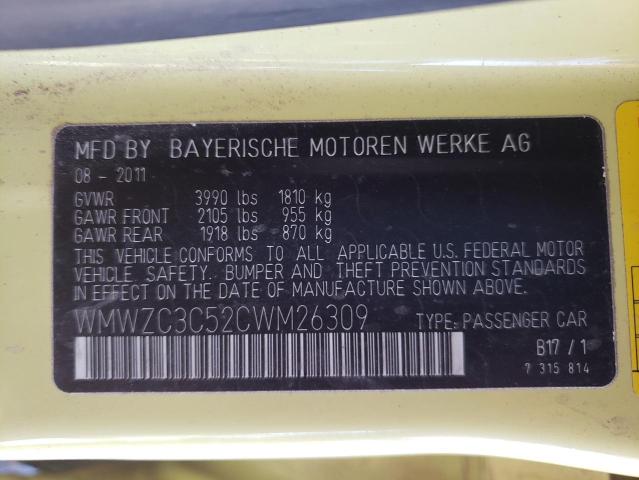 MFD BY BAYERISCHE MOTOREN WERKE AG
08 - 2011
GVWR 3990 lbs 1810 kg
GAWR FRONT 2105 lbs 955 kg
GAWR REAR 1918 lbs 870 kg
THIS VEHICLE CONFORMS TO ALL APPLICABLE U.S. FEDERAL MOTOR
VEHICLE SAFETY, BUMPER AND THEFT PREVENTION STANDARDS
IN EFFECT ON THE DATE OF MANUFACTURE SHOWN ABOVE.
WMWZC3C52CWM26309 TYPE: PASSENGER CAR
B17 / 1
7 315 814